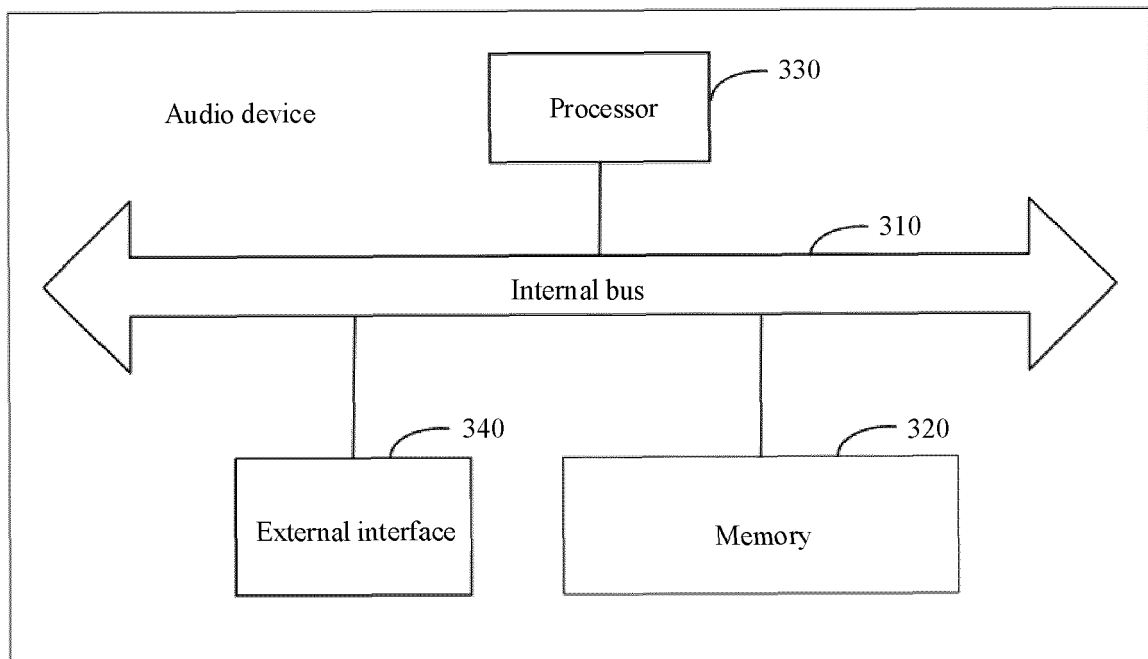 330
Processor
Audio device
310
Internal bus
340
320
External interface
Memory